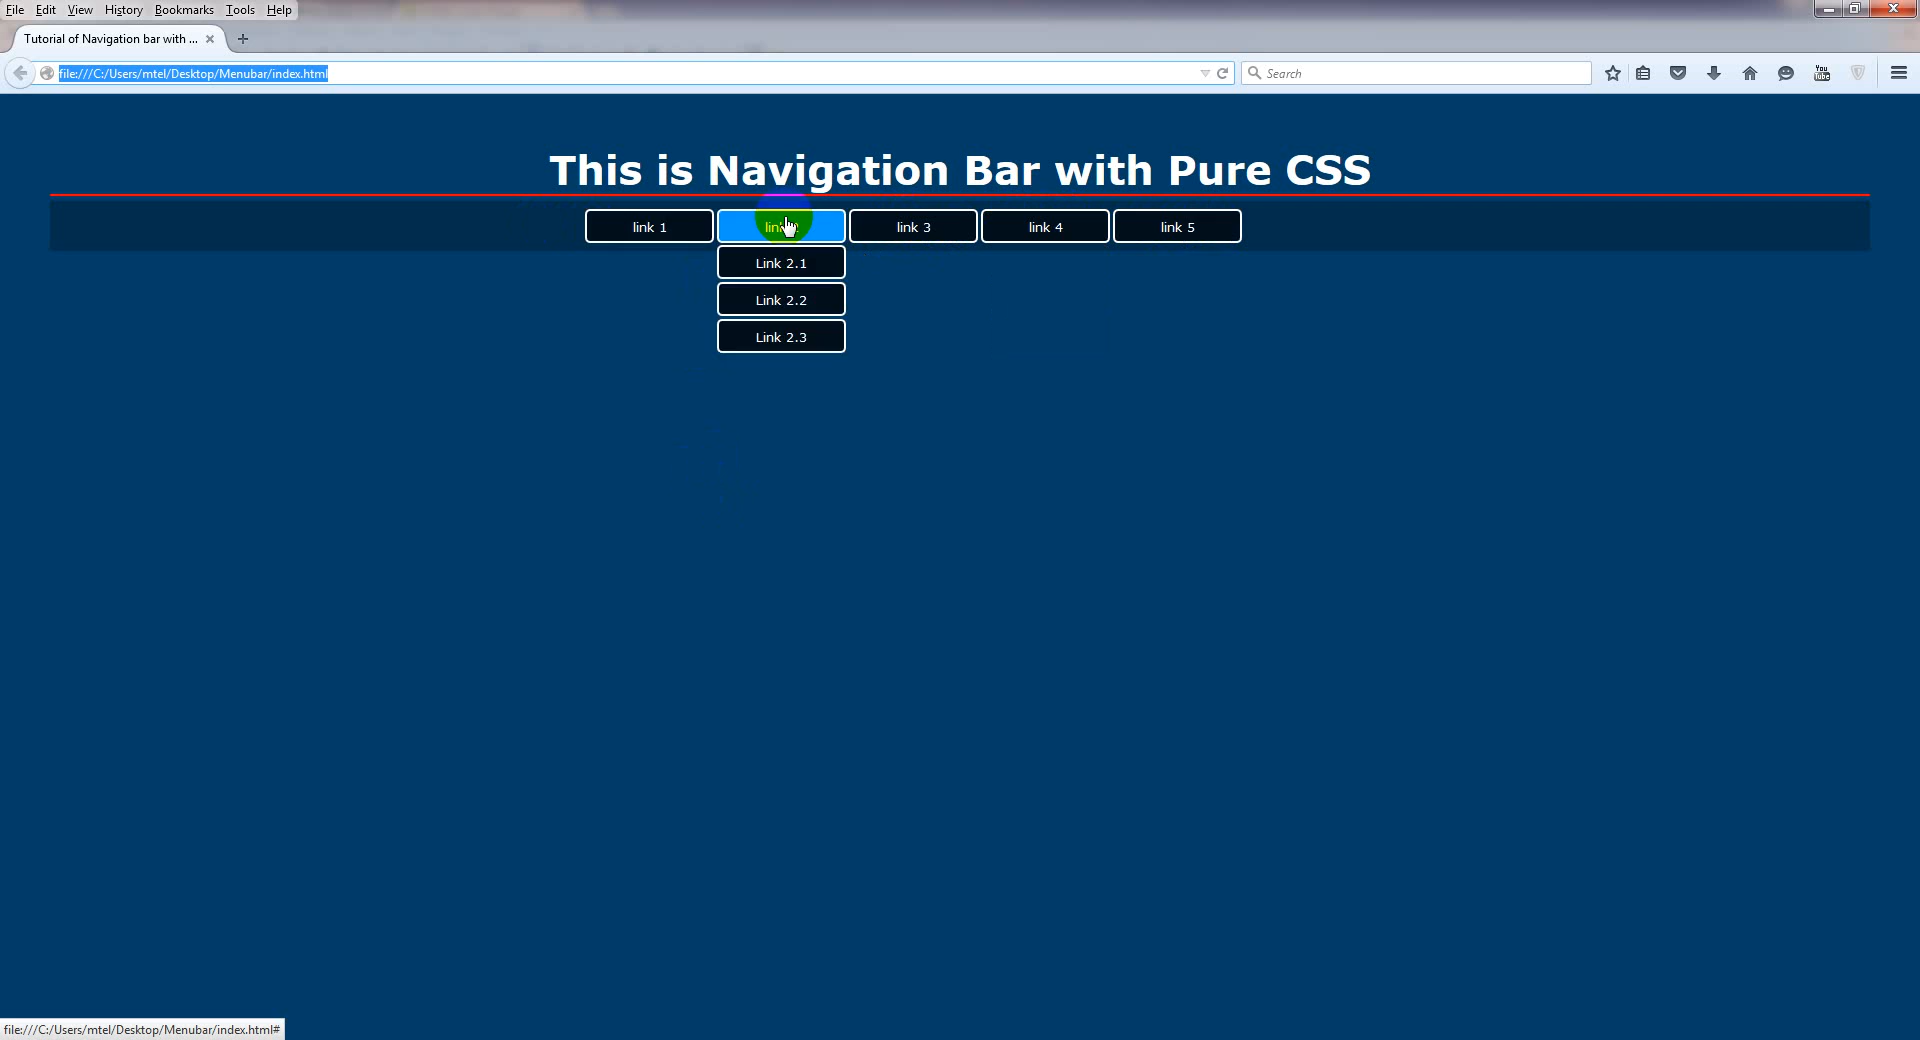 File Edit View History Bookmarks Tools Help
Tutorial of Navigation bar with ...
file:///C:/Users/mtel/Desktop/Menubar/index.html
Search
You Tube
This is Navigation Bar with Pure CSS
link 1
link 3
link 4
link 5
Link 2.1
Link 2.2
Link 2.3
file:///C:/Users/mtel/Desktop/Menubar/index.html#